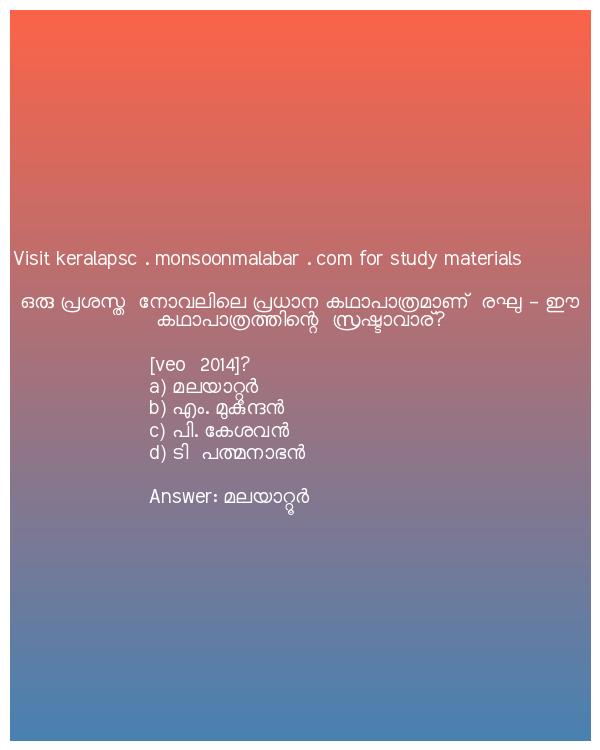 Visit keralapsc . monsoonmalabar . com for study materials
ഒരു പ്രശസ്ത നോവലിലെ പ്രധാന കഥാപാത്രമാണ് രഘു - ഈ
കഥാപാത്രത്തിന്റെ സ്രഷ്ടാവാര്?
[veo 2014]?
a) മലയാറ്റൂർ
b) എം. മുകുന്ദൻ
c) പി. കേശവൻ
d) ടി പത്മനാഭൻ
Answer: മലയാറ്റൂർ